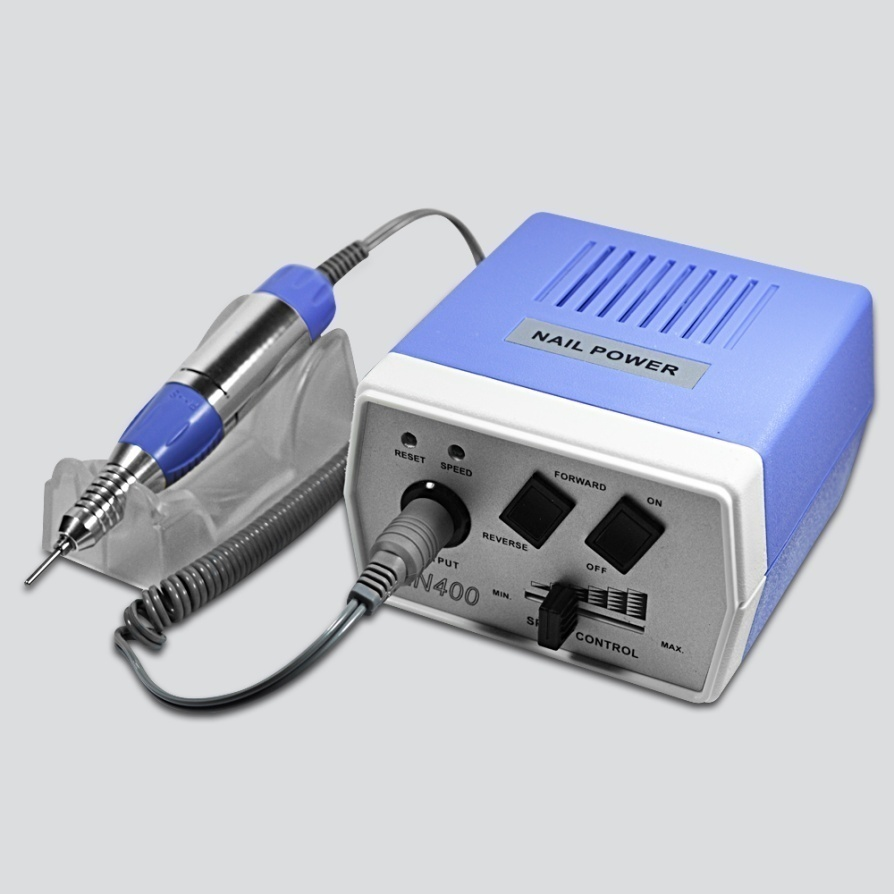 NAIL POWER
RESET
SPEED
FORWARD
ON
REVERSE
OFF
MIN.
CONTROL
MAX.